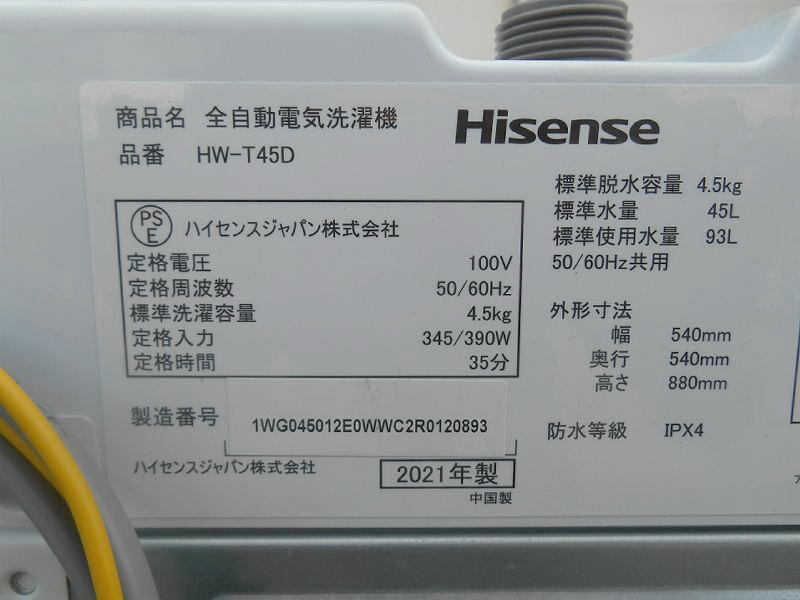 商品名 全自動電気洗濯機
品番 HW-T45D
Hisense
PS
E
ハイセンスジャパン株式会社
定格電圧 100V
定格周波数 50/60Hz
標準洗濯容量 4.5kg
定格入力 345/390W
定格時間 35分
製造番号 1WG045012E0WWC2R0120893
ハイセンスジャパン株式会社
2021年製
中国製
標準脱水容量 4.5kg
標準水量 45L
標準使用水量 93L
50/60Hz共用
外形寸法
幅 540mm
奥行 540mm
高さ 880mm
防水等級 IPX4